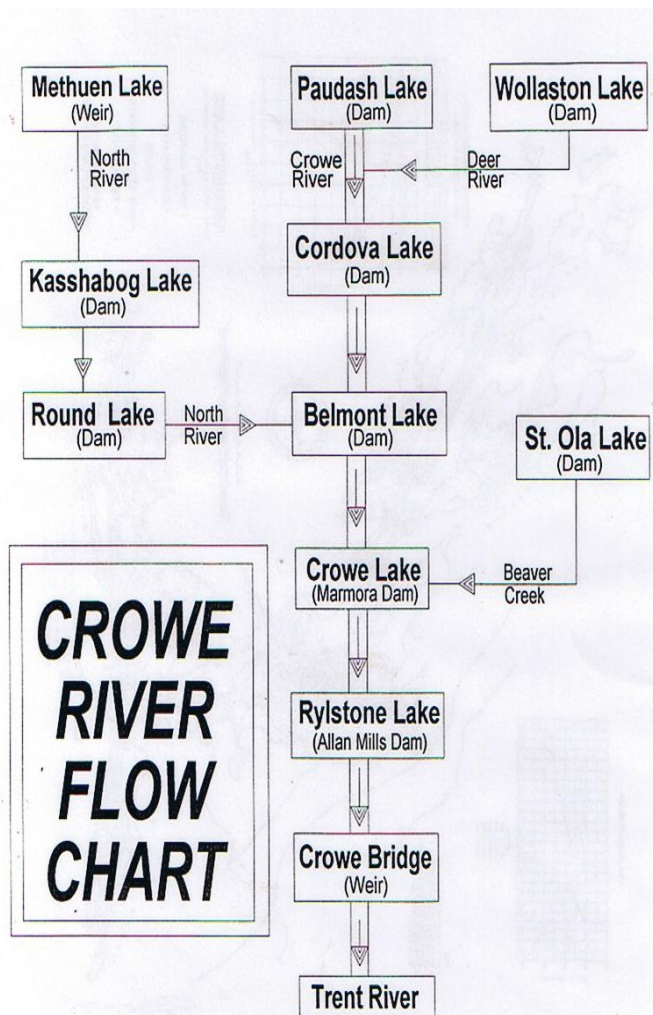 Methuen Lake
(Weir)
Paudash Lake
(Dam)
Wollaston Lake
(Dam)
North
River
Crowe
River
Deer
River
Kasshabog Lake
(Dam)
Cordova Lake
(Dam)
Round Lake
(Dam)
North
River
Belmont Lake
(Dam)
St. Ola Lake
(Dam)
Crowe Lake
(Marmora Dam)
Beaver
Creek
CROWE
RIVER
FLOW
CHART
Rylstone Lake
(Allan Mills Dam)
Crowe Bridge
(Weir)
Trent River